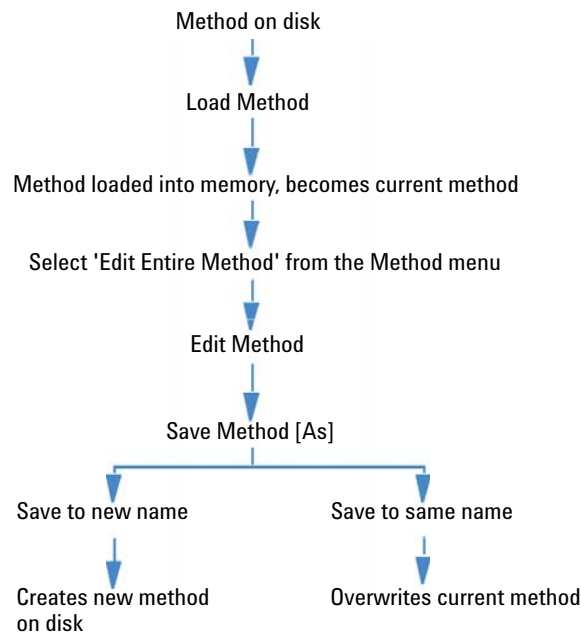 Method on disk
Load Method
Method loaded into memory, becomes current method
Select 'Edit Entire Method' from the Method menu
Edit Method
Save Method [As]
Save to new name
Save to same name
Creates new method
on disk
Overwrites current method